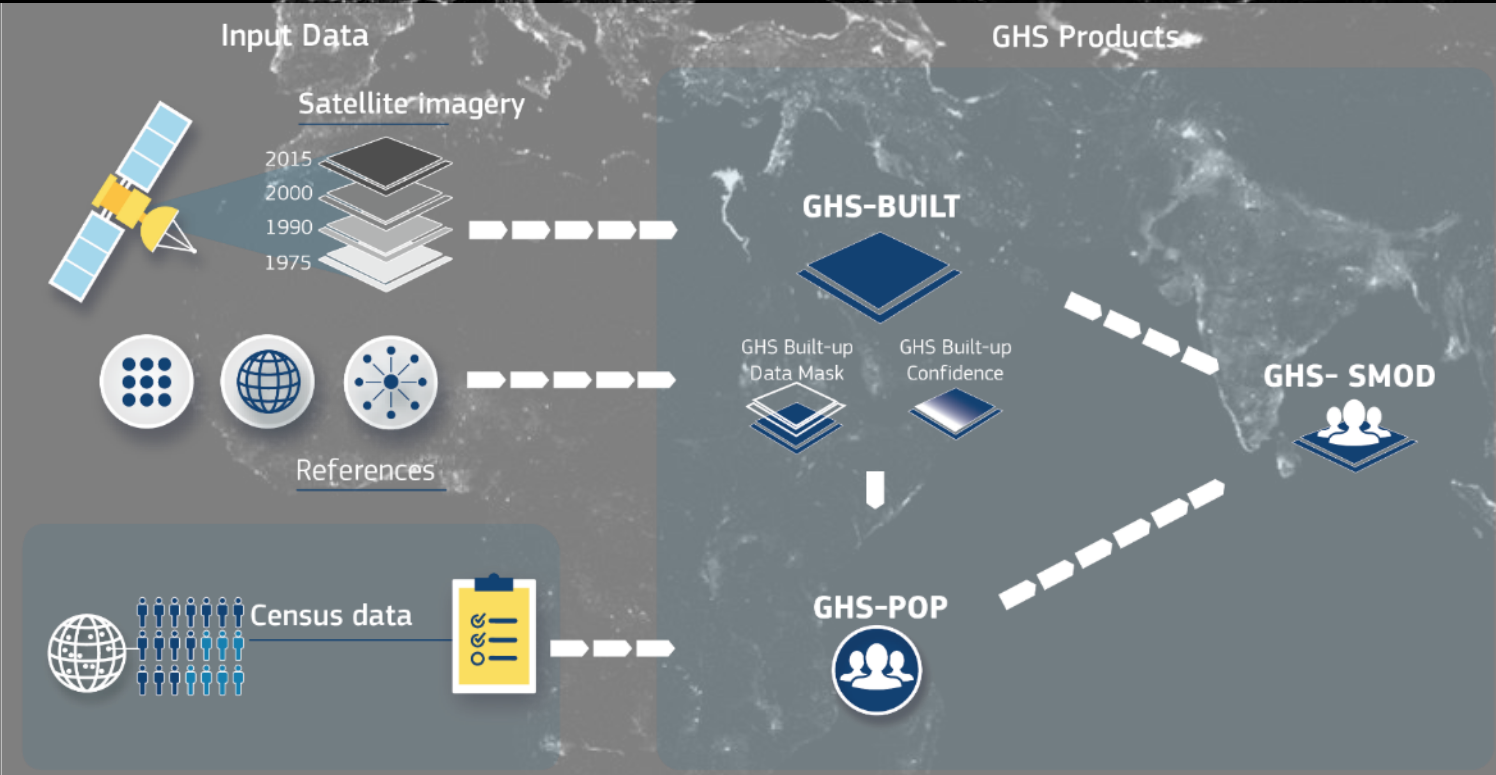 Input Data
GHS Products
Satellite imagery
2015
2000
1990
1975
GHS-BUILT
GHS Built-up
Data Mask
GHS Built-up
Confidence
GHS- SMOD
References
Census data
GHS-POP